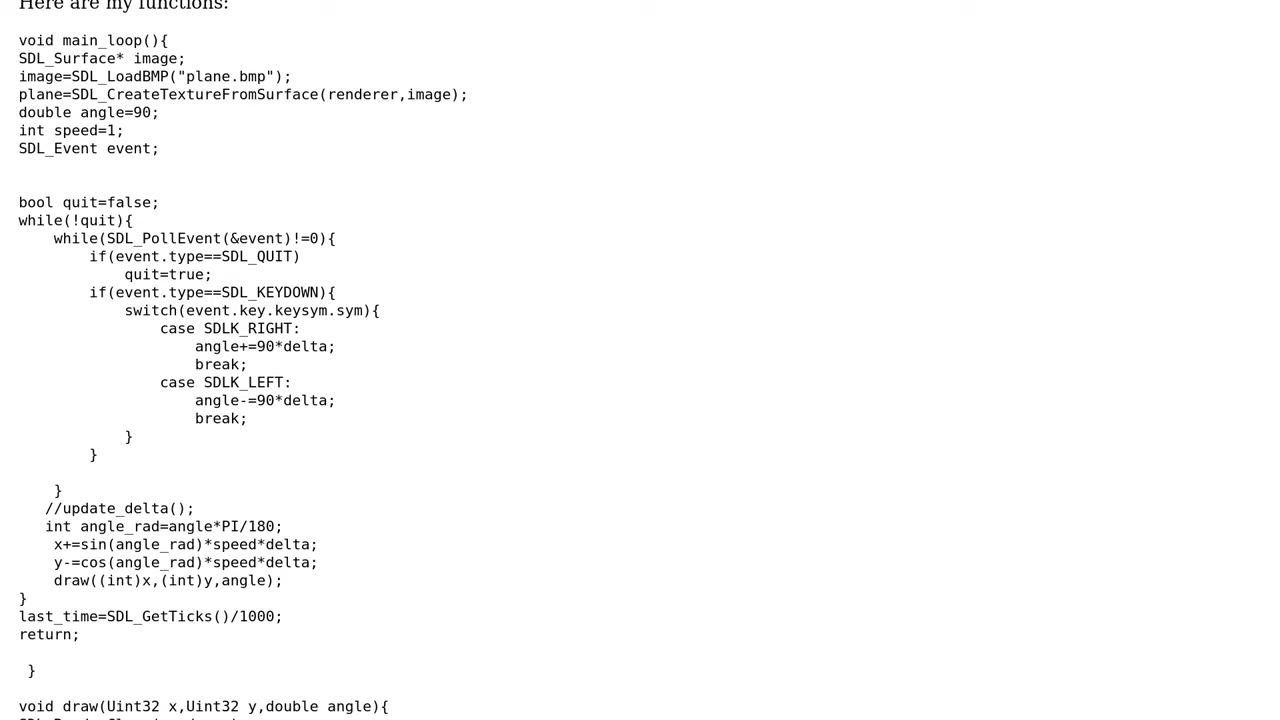 Here are my functions:
void main_loop(){
SDL_Surface* image;
image=SDL_LoadBMP("plane.bmp");
plane=SDL_CreateTextureFromSurface(renderer,image);
double angle=90;
int speed=1;
SDL_Event event;
bool quit=false;
while(!quit){
    while(SDL_PollEvent(&event)!=0){
        if(event.type==SDL_QUIT)
            quit=true;
        if(event.type==SDL_KEYDOWN){
            switch(event.key.keysym.sym){
                case SDLK_RIGHT:
                    angle+=90*delta;
                    break;
                case SDLK_LEFT:
                    angle-=90*delta;
                    break;
            }
        }
    }
   //update_delta();
   int angle_rad=angle*PI/180;
    x+=sin(angle_rad)*speed*delta;
    y-=cos(angle_rad)*speed*delta;
    draw((int)x,(int)y,angle);
}
last_time=SDL_GetTicks()/1000;
return;
 }
void draw(Uint32 x,Uint32 y,double angle){